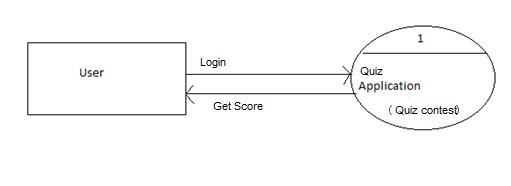 1
Login
User
Quiz
Application
( Quiz contest)
Get Score